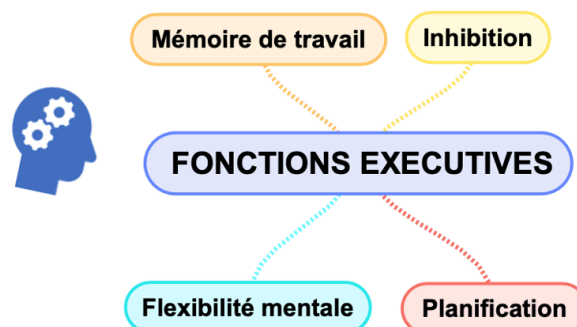 Mémoire de travail
Inhibition
FONCTIONS EXECUTIVES
Flexibilité mentale
Planification